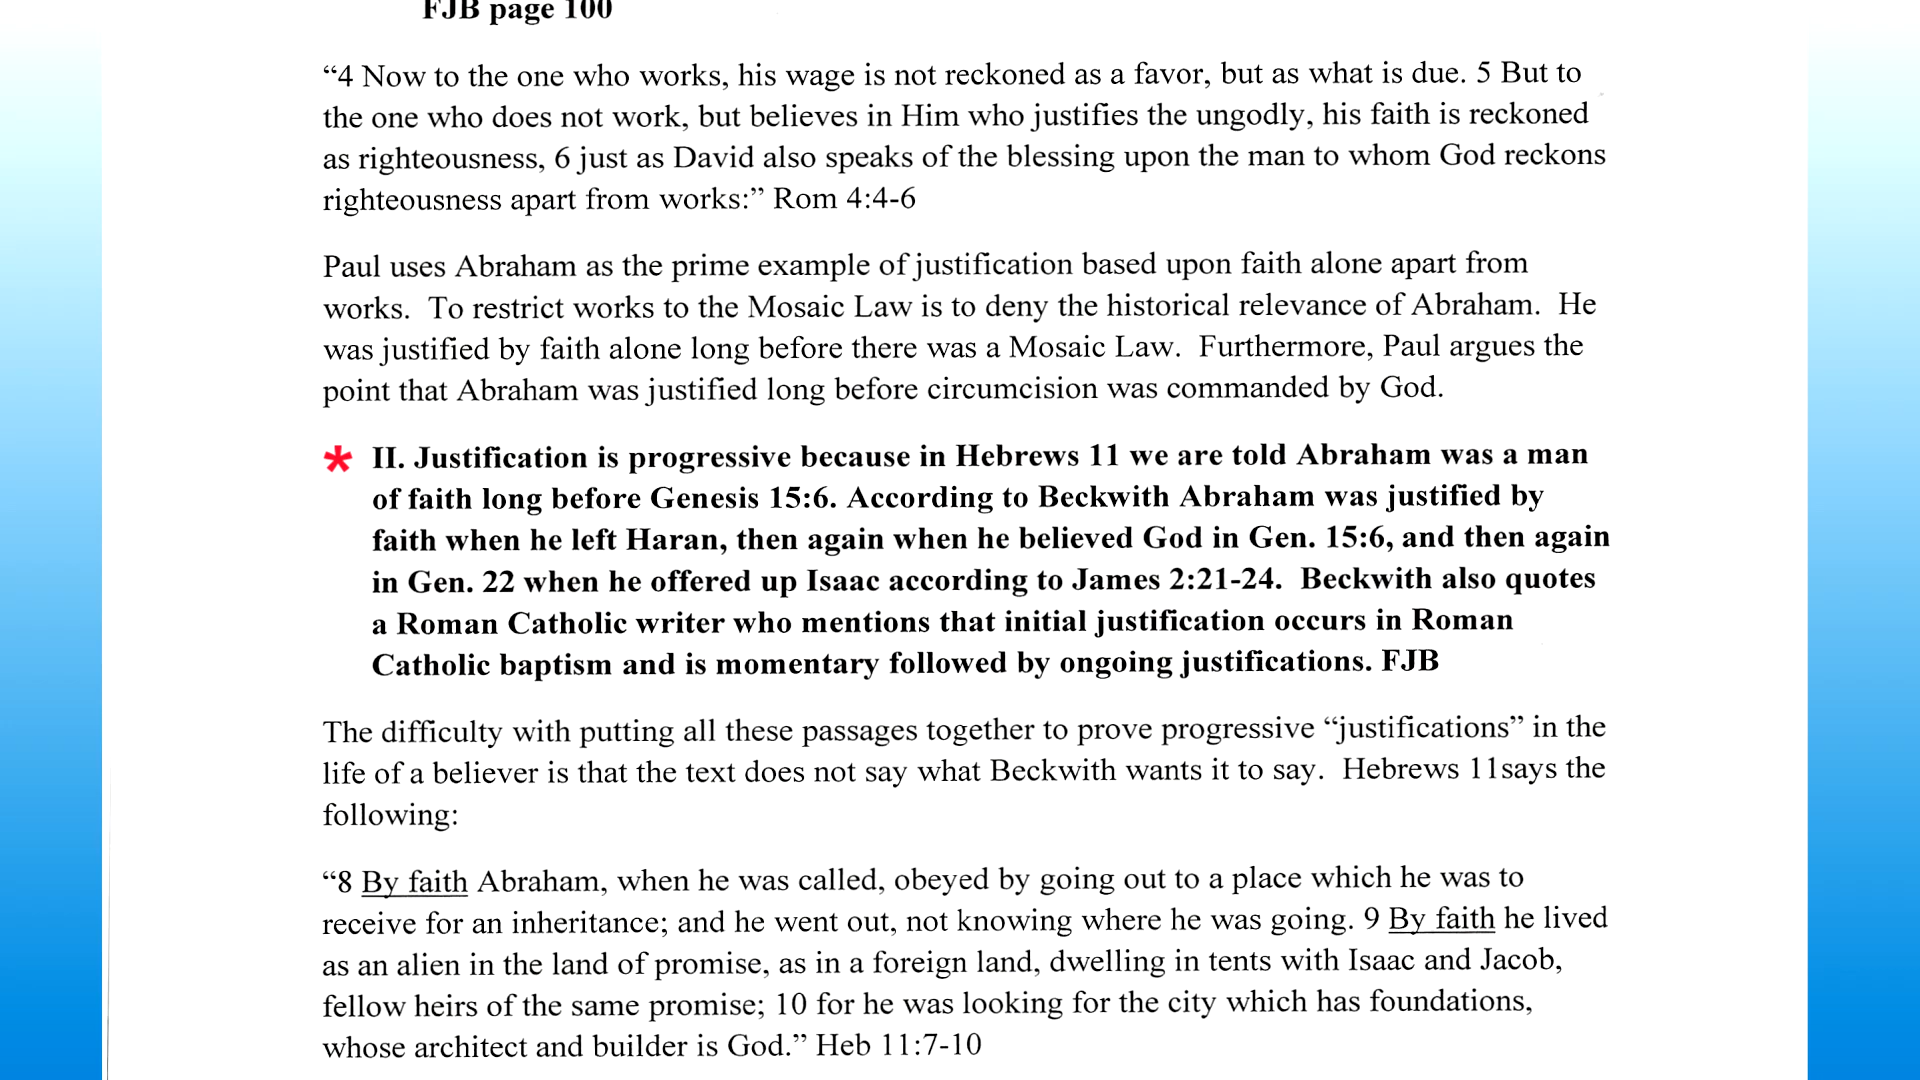 FJB page 100
“4 Now to the one who works, his wage is not reckoned as a favor, but as what is due. 5 But to
the one who does not work, but believes in Him who justifies the ungodly, his faith is reckoned
as righteousness, 6 just as David also speaks of the blessing upon the man to whom God reckons
righteousness apart from works:” Rom 4:4-6
Paul uses Abraham as the prime example of justification based upon faith alone apart from
works.  To restrict works to the Mosaic Law is to deny the historical relevance of Abraham.  He
was justified by faith alone long before there was a Mosaic Law.  Furthermore, Paul argues the
point that Abraham was justified long before circumcision was commanded by God.
* II. Justification is progressive because in Hebrews 11 we are told Abraham was a man
of faith long before Genesis 15:6. According to Beckwith Abraham was justified by
faith when he left Haran, then again when he believed God in Gen. 15:6, and then again
in Gen. 22 when he offered up Isaac according to James 2:21-24.  Beckwith also quotes
a Roman Catholic writer who mentions that initial justification occurs in Roman
Catholic baptism and is momentary followed by ongoing justifications. FJB
The difficulty with putting all these passages together to prove progressive “justifications” in the
life of a believer is that the text does not say what Beckwith wants it to say.  Hebrews 11says the
following:
“8 By faith Abraham, when he was called, obeyed by going out to a place which he was to
receive for an inheritance; and he went out, not knowing where he was going. 9 By faith he lived
as an alien in the land of promise, as in a foreign land, dwelling in tents with Isaac and Jacob,
fellow heirs of the same promise; 10 for he was looking for the city which has foundations,
whose architect and builder is God.” Heb 11:7-10